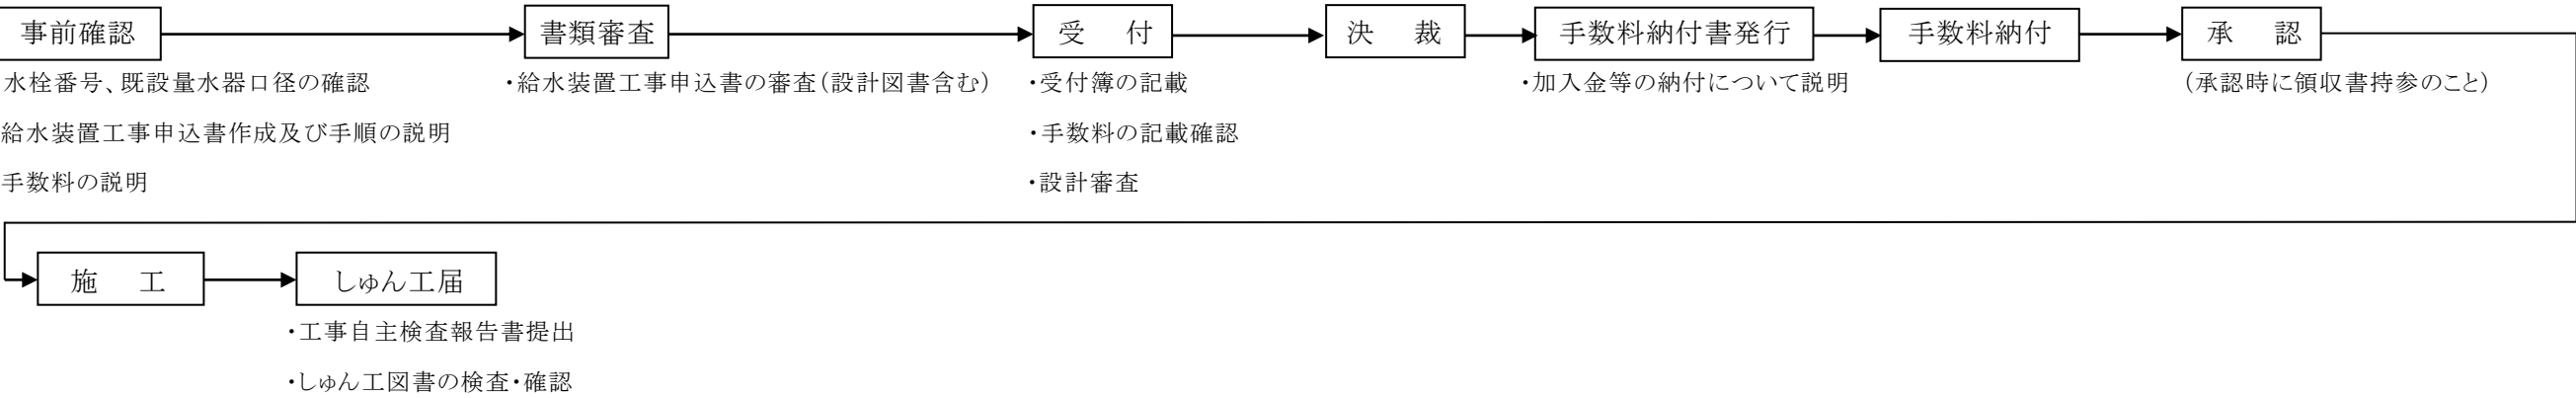 事前確認
書類審査
受　付
決　裁
手数料納付書発行
手数料納付
承　認
水栓番号、既設量水器口径の確認
・給水装置工事申込書の審査（設計図書含む）
・受付簿の記載
・加入金等の納付について説明
（承認時に領収書持参のこと）
給水装置工事申込書作成及び手順の説明
・手数料の記載確認
手数料の説明
・設計審査
施　工
しゅん工届
・工事自主検査報告書提出
・しゅん工図書の検査・確認